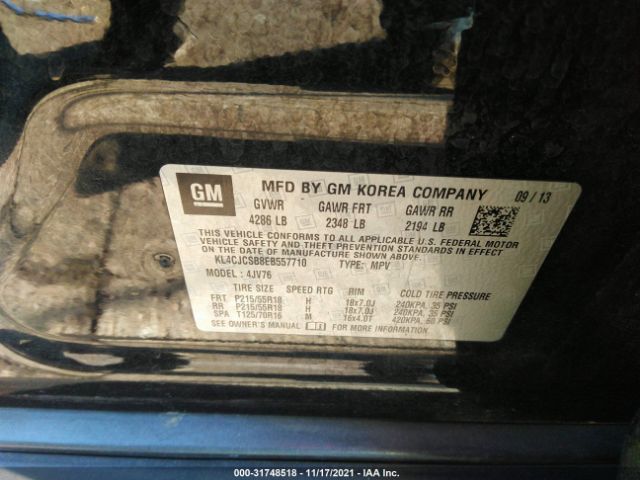 GM
MFD BY GM KOREA COMPANY 09/13
GVWR GAWR FRT GAWR RR
4286 LB 2348 LB 2194 LB
THIS VEHICLE CONFORMS TO ALL APPLICABLE U.S. FEDERAL MOTOR
VEHICLE SAFETY AND THEFT PREVENTION STANDARDS IN EFFECT ON
THE DATE OF MANUFACTURE SHOWN ABOVE.
KL4CJCSB8EB557710 TYPE: MPV
MODEL: 4JV76
TIRE SIZE SPEED RTG RIM COLD TIRE PRESSURE
FRT P215/55R18 H 18x7.0J 240KPA, 35 PSI
RR P215/55R18 H 18x7.0J 240KPA, 35 PSI
SPA T125/70R16 M 16x4.0T 420KPA, 60 PSI
SEE OWNER'S MANUAL FOR MORE INFORMATION.
000-31748518 - 11/17/2021 - IAA Inc.